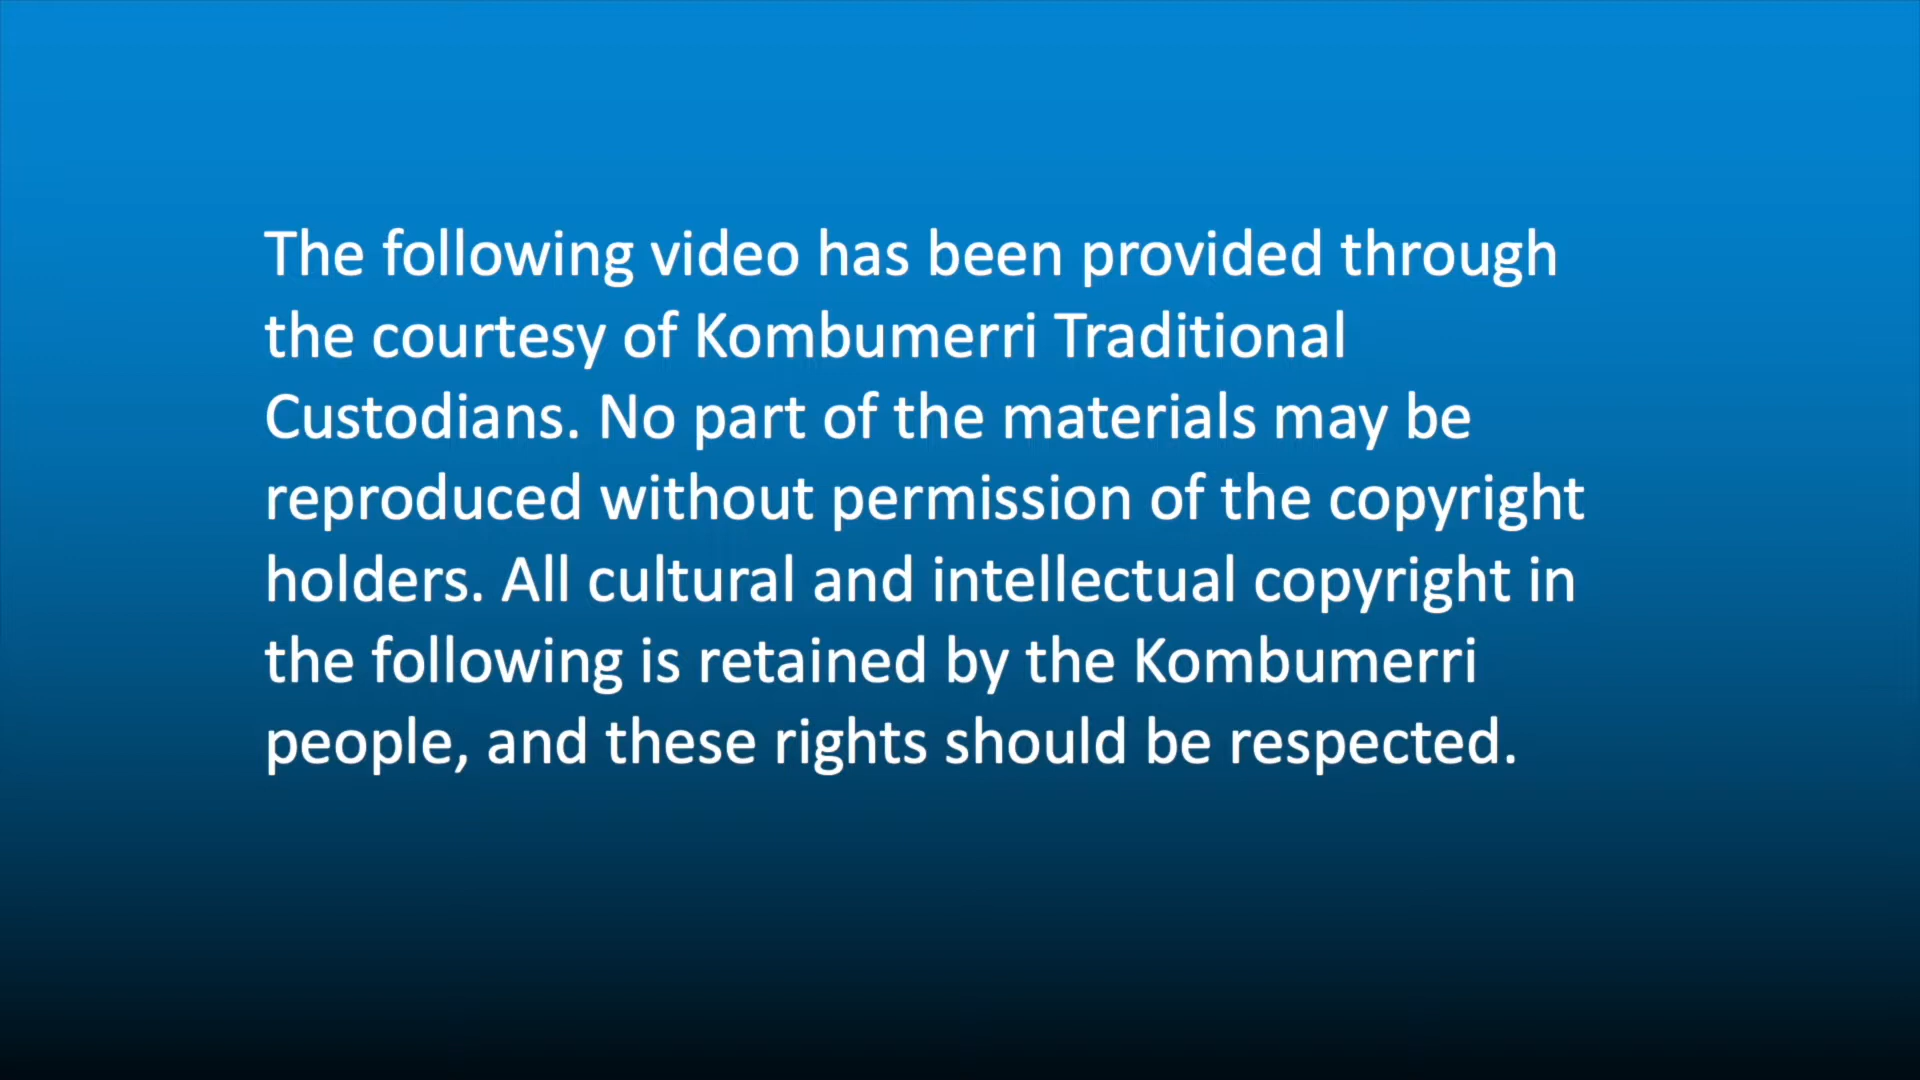 The following video has been provided through
the courtesy of Kombumerri Traditional
Custodians. No part of the materials may be
reproduced without permission of the copyright
holders. All cultural and intellectual copyright in
the following is retained by the Kombumerri
people, and these rights should be respected.